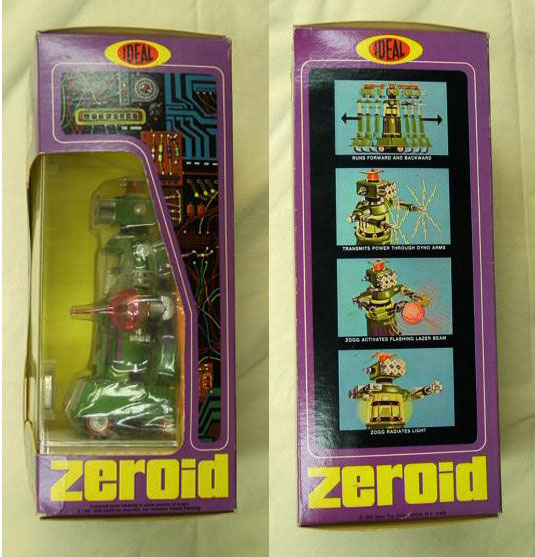 IDEAL
zeroid
IDEAL
RUNS FORWARD AND BACKWARD
TRANSMITS POWER THROUGH DYNO ARMS
ZOGG ACTIVATES FLASHING LAZER BEAM
ZOGG RADIATES LIGHT
zeroid